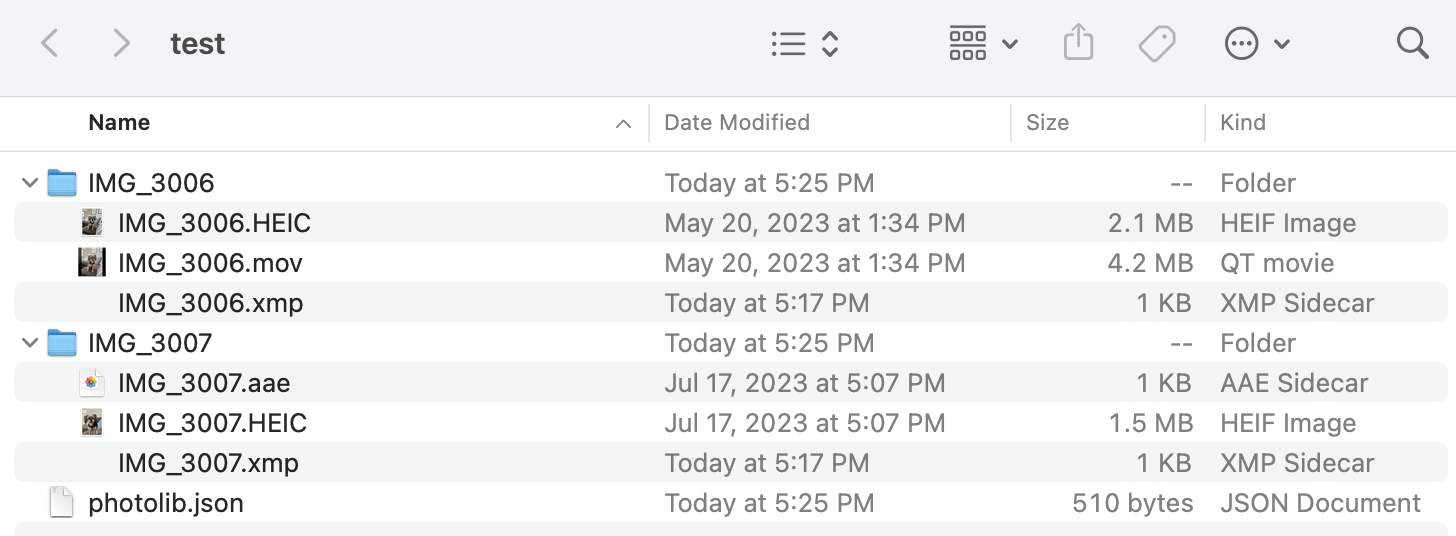 test
Name Date Modified Size Kind
IMG_3006 Today at 5:25 PM -- Folder
IMG_3006.HEIC May 20, 2023 at 1:34 PM 2.1 MB HEIF Image
IMG_3006.mov May 20, 2023 at 1:34 PM 4.2 MB QT movie
IMG_3006.xmp Today at 5:17 PM 1 KB XMP Sidecar
IMG_3007 Today at 5:25 PM -- Folder
IMG_3007.aae Jul 17, 2023 at 5:07 PM 1 KB AAE Sidecar
IMG_3007.HEIC Jul 17, 2023 at 5:07 PM 1.5 MB HEIF Image
IMG_3007.xmp Today at 5:17 PM 1 KB XMP Sidecar
photolib.json Today at 5:25 PM 510 bytes JSON Document